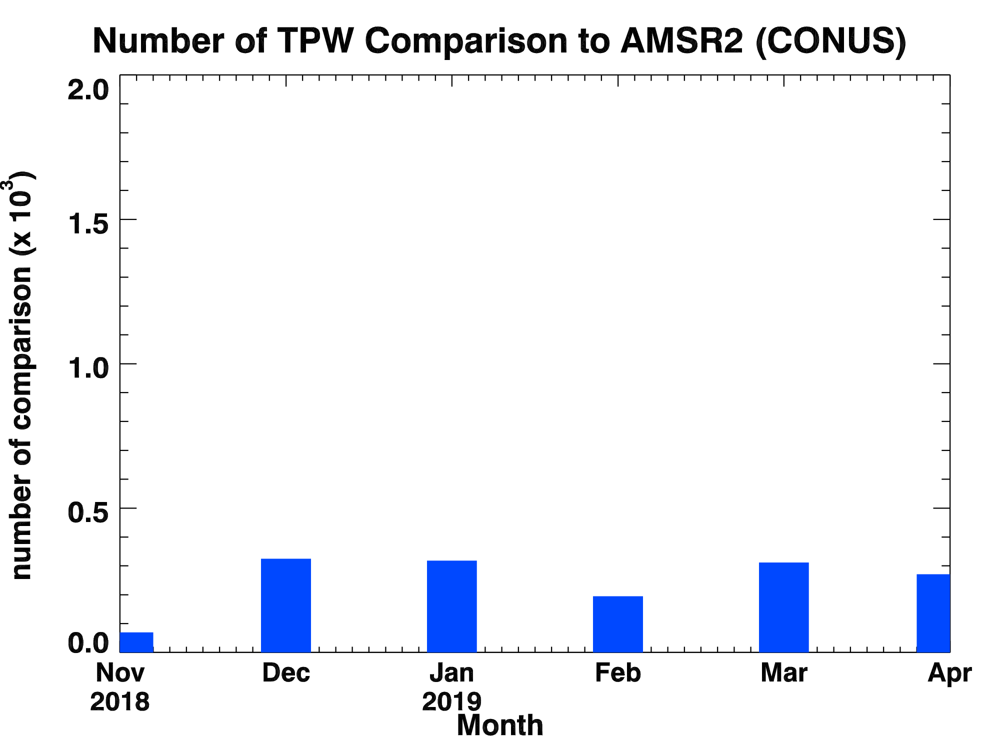 Number of TPW Comparison to AMSR2 (CONUS)
number of comparison (x 10³)
2.0
1.5
1.0
0.5
0.0
Nov Dec Jan Feb Mar Apr
2018 2019
Month